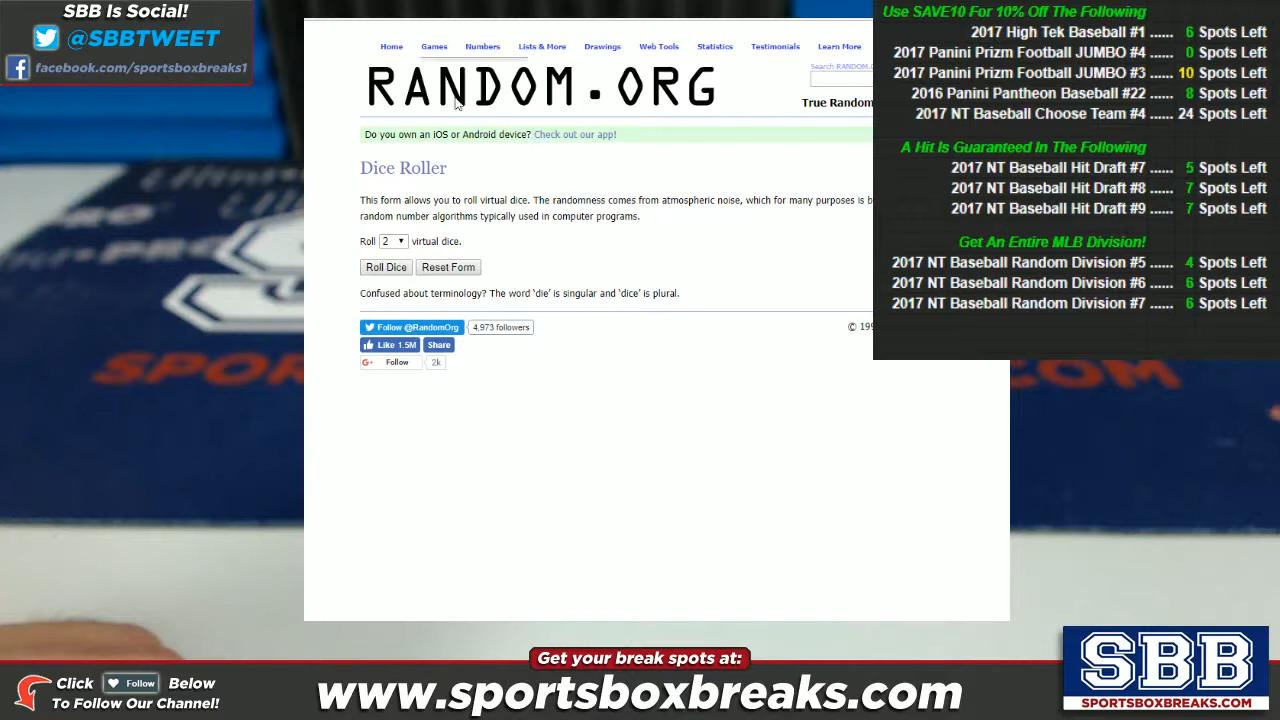 SBB Is Social!
@SBBTWEET
facebook.com/sportsboxbreaks1
Home Games Numbers Lists & More Drawings Web Tools Statistics Testimonials Learn More
Search RANDOM.
RANDOM.ORG
True Random
Do you own an iOS or Android device? Check out our app!
Dice Roller
This form allows you to roll virtual dice. The randomness comes from atmospheric noise, which for many purposes is b
random number algorithms typically used in computer programs.
Roll 2 virtual dice.
Roll Dice Reset Form
Confused about terminology? The word 'die' is singular and 'dice' is plural.
Follow @RandomOrg 4,973 followers
© 199
Like 1.5M Share
G+ Follow 2k
Use SAVE10 For 10% Off The Following
2017 High Tek Baseball #1 ...... 6 Spots Left
2017 Panini Prizm Football JUMBO #4 ...... 0 Spots Left
2017 Panini Prizm Football JUMBO #3 ...... 10 Spots Left
2016 Panini Pantheon Baseball #22 ...... 8 Spots Left
2017 NT Baseball Choose Team #4 ...... 24 Spots Left
A Hit Is Guaranteed In The Following
2017 NT Baseball Hit Draft #7 ...... 5 Spots Left
2017 NT Baseball Hit Draft #8 ...... 7 Spots Left
2017 NT Baseball Hit Draft #9 ...... 7 Spots Left
Get An Entire MLB Division!
2017 NT Baseball Random Division #5 ...... 4 Spots Left
2017 NT Baseball Random Division #6 ...... 6 Spots Left
2017 NT Baseball Random Division #7 ...... 6 Spots Left
Get your break spots at:
www.sportsboxbreaks.com
Click Follow Below
To Follow Our Channel!
SBB
SPORTSBOXBREAKS.COM